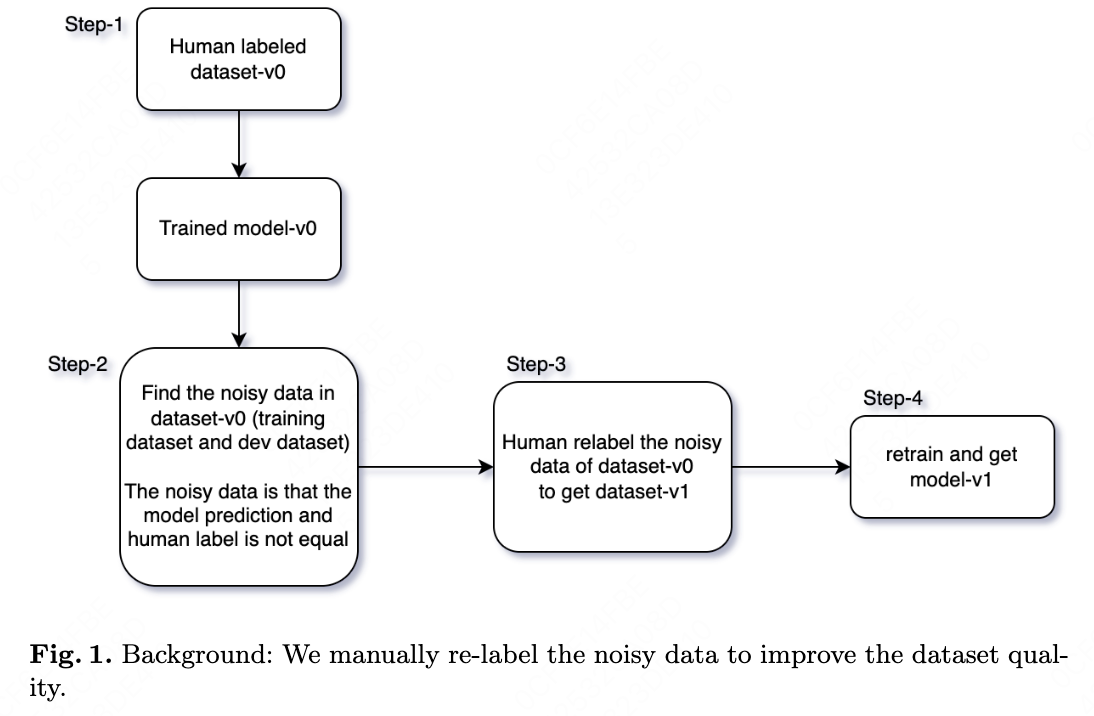 Step-1
Human labeled
dataset-v0
Trained model-v0
Step-2
Find the noisy data in
dataset-v0 (training
dataset and dev dataset)
The noisy data is that the
model prediction and
human label is not equal
Step-3
Human relabel the noisy
data of dataset-v0
to get dataset-v1
Step-4
retrain and get
model-v1
Fig. 1. Background: We manually re-label the noisy data to improve the dataset qual-
ity.